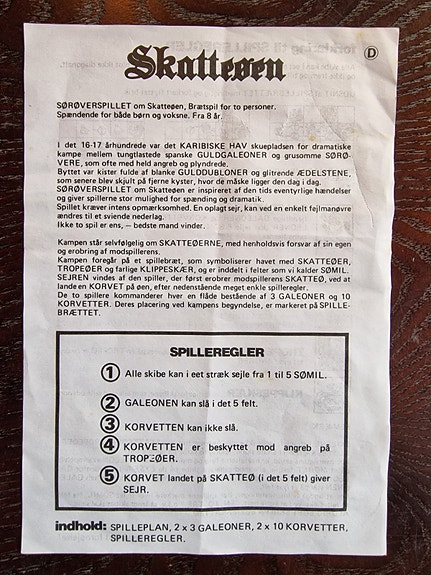 Skatteøen
D
SØRØVERSPILLET om Skatteøen, Brætspil for to personer.
Spændende for både børn og voksne. Fra 8 år.
I det 16-17 århundrede var det KARIBISKE HAV skuepladsen for dramatiske
kampe mellem tungtlastede spanske GULDGALEONER og grusomme SØRØ-
VERE, som ofte med held angreb og plyndrede.
Byttet var kister fulde af blanke GULDDUBLONER og glitrende ÆDELSTENE,
som senere blev skjult på fjerne kyster, hvor de måske ligger den dag i dag.
SØRØVERSPILLET om Skatteøen er inspireret af den tids eventyrlige hændelser
og giver spillerne stor mulighed for spænding og dramatik.
Spillet kræver intens opmærksomhed. En oplagt sejr, kan ved en enkelt fejlmanøvre
ændres til et sviende nederlag.
Ikke to spil er ens, – bedste mand vinder.
Kampen står selvfølgelig om SKATTEØERNE, med henholdsvis forsvar af sin egen
og erobring af modspillerens.
Kampen foregår på et spillebræt, som symboliserer havet med SKATTEØER,
TROPEØER og farlige KLIPPESKÆR, og er inddelt i felter som vi kalder SØMIL.
SEJREN vindes af den spiller, der først erobrer modspillerens SKATTEØ, ved at
lande en KORVET på øen, efter nedenstående meget enkle spilleregler.
De to spillere kommanderer hver en flåde bestående af 3 GALEONER og 10
KORVETTER. Deres placering ved kampens begyndelse, er markeret på SPILLE-
BRÆTTET.
SPILLEREGLER
1 Alle skibe kan i eet stræk sejle fra 1 til 5 SØMIL.
2 GALEONEN kan slå i det 5 felt.
3 KORVETTEN kan ikke slå.
4 KORVETTEN er beskyttet mod angreb på
TROPEØER.
5 KORVET landet på SKATTEØ (i det 5 felt) giver
SEJR.
indhold: SPILLEPLAN, 2 x 3 GALEONER, 2 x 10 KORVETTER,
SPILLEREGLER.